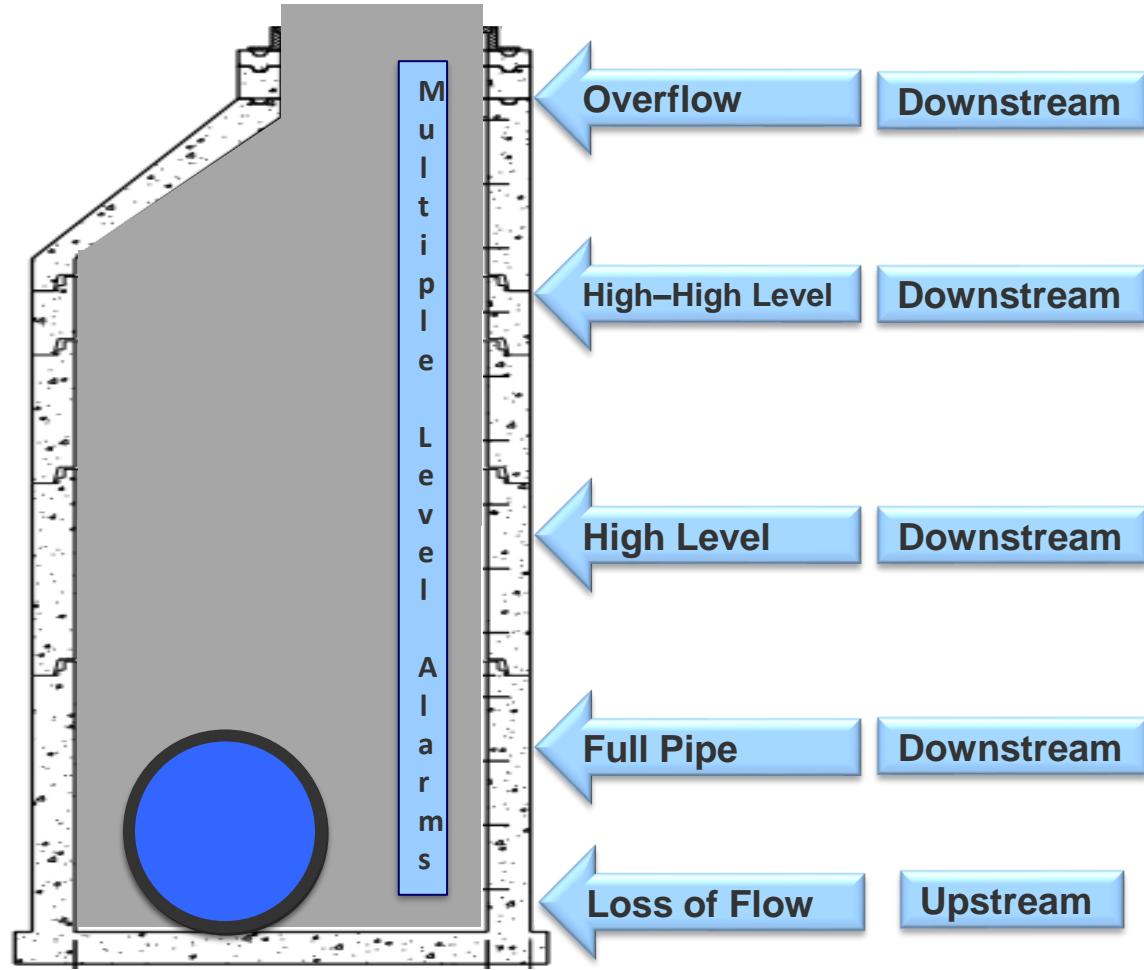 Multiple Level Alarms
Overflow
Downstream
High–High Level
Downstream
High Level
Downstream
Full Pipe
Downstream
Loss of Flow
Upstream